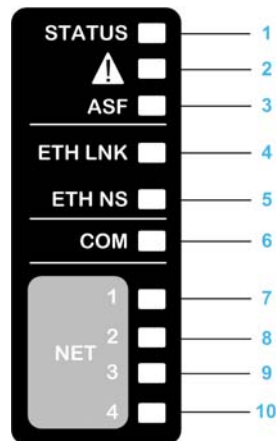 STATUS 1
2
ASF 3
ETH LNK 4
ETH NS 5
COM 6
1 7
NET 2 8
3 9
4 10